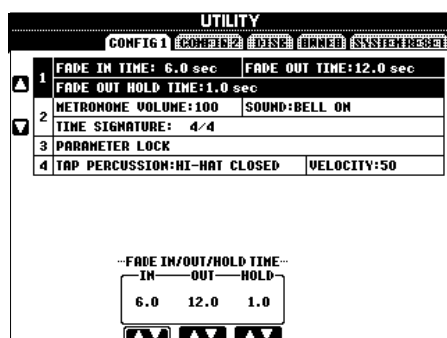 UTILITY
CONFIG 1 CONFIG 2 DISK OWNED SYSTEM RESET
1 FADE IN TIME: 6.0 sec FADE OUT TIME:12.0 sec
FADE OUT HOLD TIME:1.0 sec
2 METRONOME VOLUME:100 SOUND:BELL ON
TIME SIGNATURE: 4/4
3 PARAMETER LOCK
4 TAP PERCUSSION:HI-HAT CLOSED VELOCITY:50
FADE IN/OUT/HOLD TIME
IN OUT HOLD
6.0 12.0 1.0